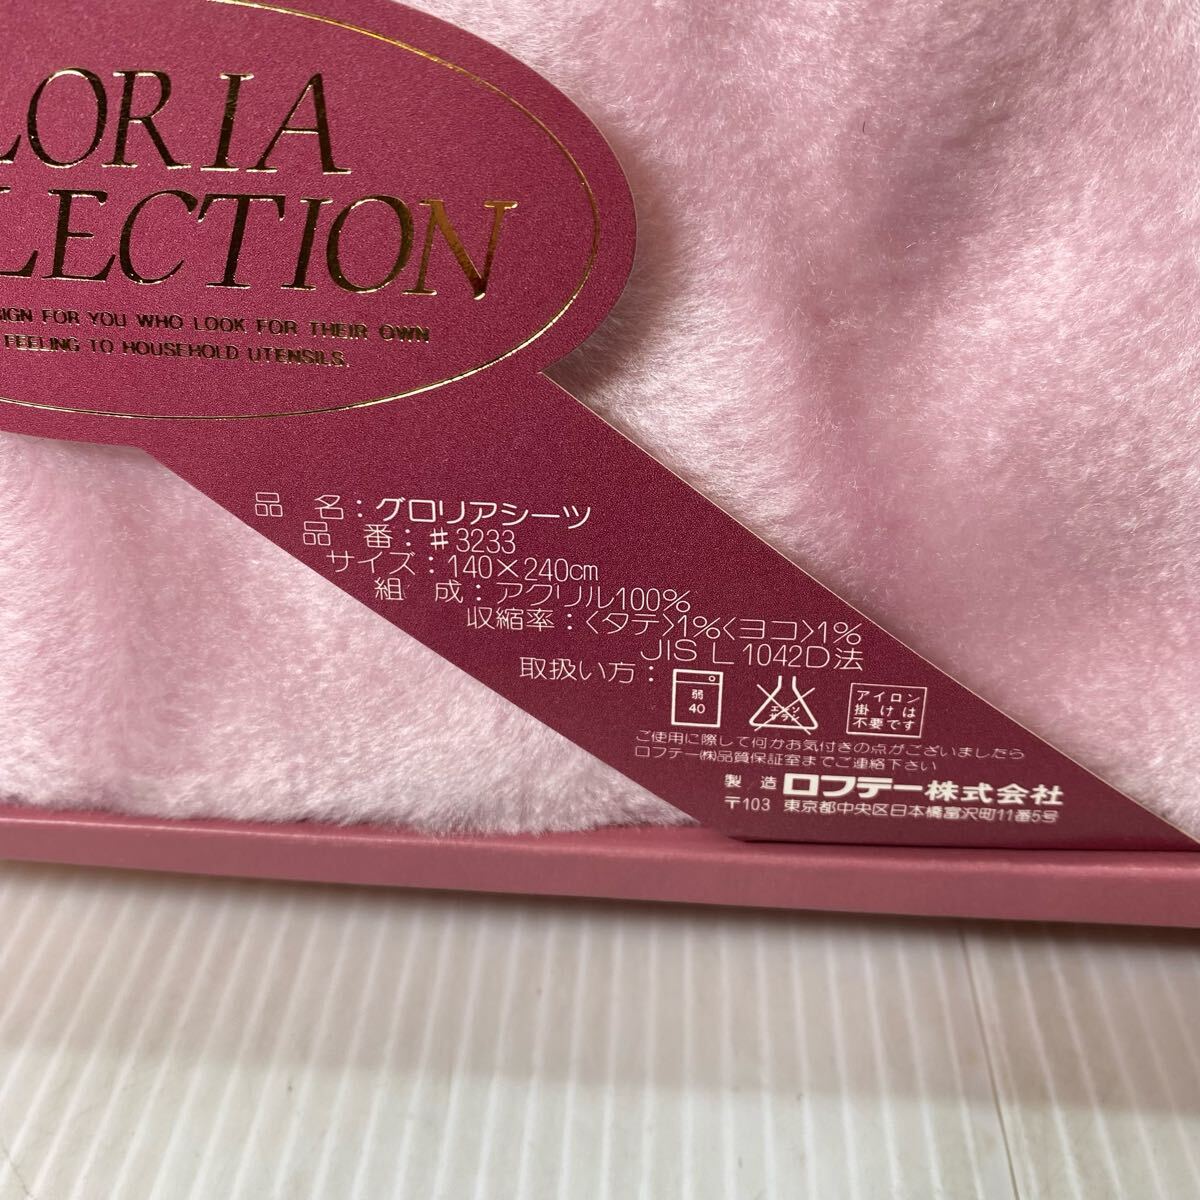 LORIA
LECTION
SIGN FOR YOU WHO LOOK FOR THEIR OWN
FEELING TO HOUSEHOLD UTENSILS.
品 名：グロリアシーツ
品 番：♯3233
サイズ：140×240cm
組 成：アクリル100%
収縮率：〈タテ〉1%〈ヨコ〉1%
JIS L 1042D法
取扱い方：
弱
40
エンソ
サラシ
アイロン
掛けは
不要です
ご使用に際して何かお気付きの点がございましたら
ロフテー㈱品質保証室までご連絡下さい
製 造 ロフテー株式会社
〒103 東京都中央区日本橋富沢町11番5号